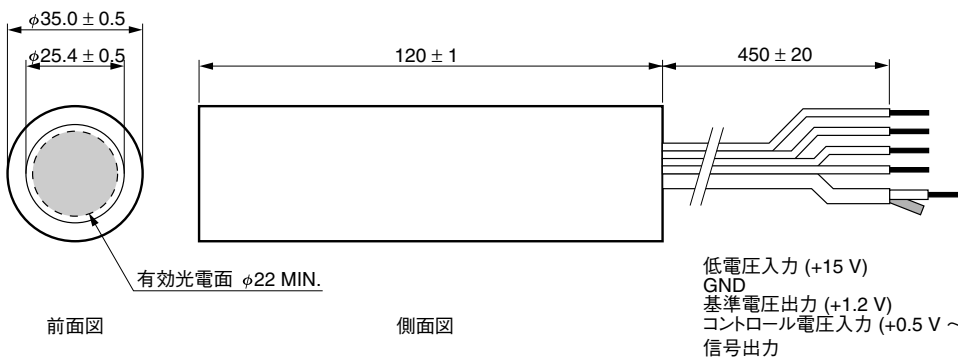 φ35.0 ± 0.5
φ25.4 ± 0.5
120 ± 1
450 ± 20
有効光電面 φ22 MIN.
前面図
側面図
低電圧入力 (+15 V)
GND
基準電圧出力 (+1.2 V)
コントロール電圧入力 (+0.5 V ～
信号出力